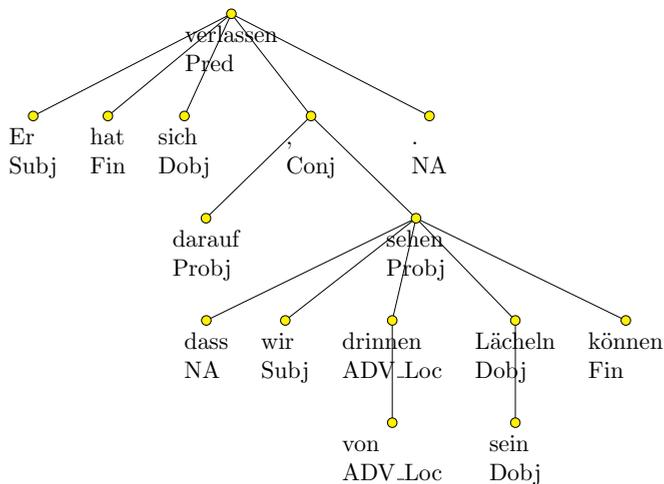 verlassen
Pred
Er hat sich , .
Subj Fin Dobj Conj NA
darauf sehen
Probj Probj
dass wir drinnen Lächeln können
NA Subj ADV_Loc Dobj Fin
von sein
ADV_Loc Dobj